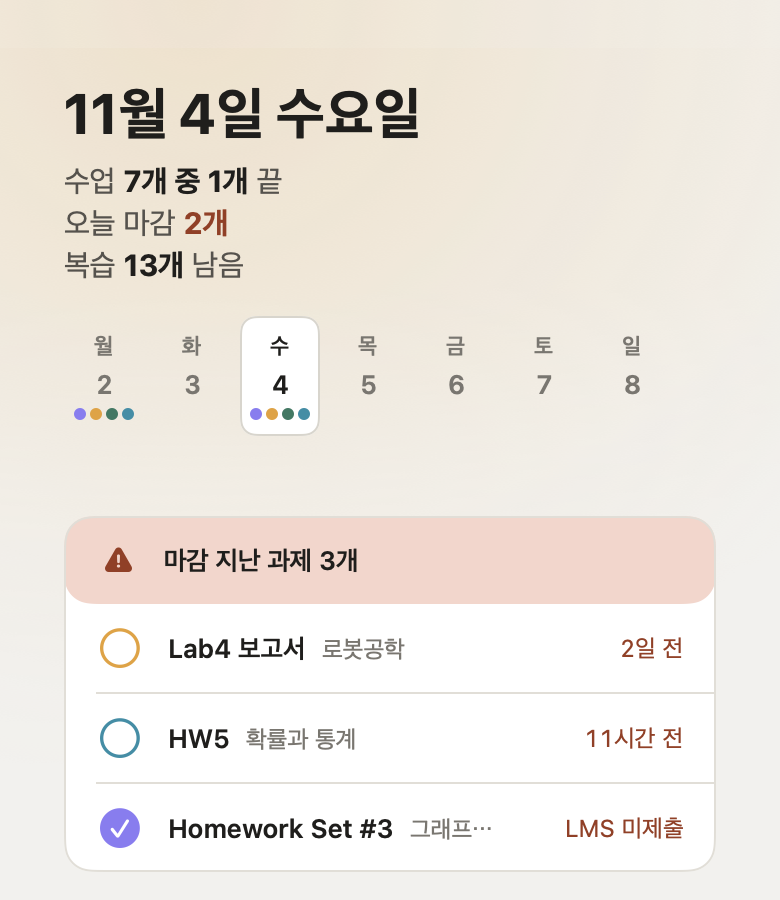 11월 4일 수요일
수업 7개 중 1개 끝
오늘 마감 2개
복습 13개 남음
월 화 수 목 금 토 일
2 3 4 5 6 7 8
마감 지난 과제 3개
Lab4 보고서 로봇공학 2일 전
HW5 확률과 통계 11시간 전
Homework Set #3 그래프… LMS 미제출